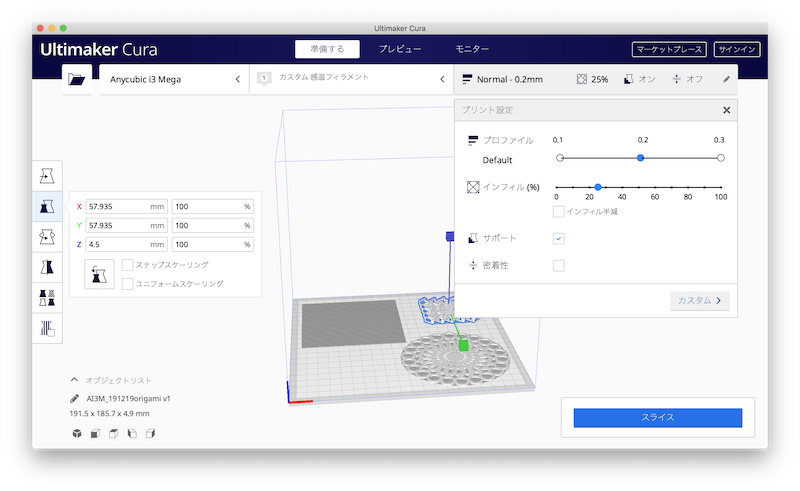 Ultimaker Cura
Ultimaker Cura
準備する
プレビュー
モニター
マーケットプレース
サインイン
Anycubic i3 Mega
1
カスタム 感温フィラメント
Normal - 0.2mm
25%
オン
オフ
プリント設定
プロファイル
0.1 0.2 0.3
Default
インフィル (%)
0 20 40 60 80 100
インフィル半減
サポート
密着性
カスタム
X 57.935 mm 100 %
Y 57.935 mm 100 %
Z 4.5 mm 100 %
スナップスケーリング
ユニフォームスケーリング
オブジェクトリスト
AI3M_191219origami v1
191.5 x 185.7 x 4.9 mm
スライス